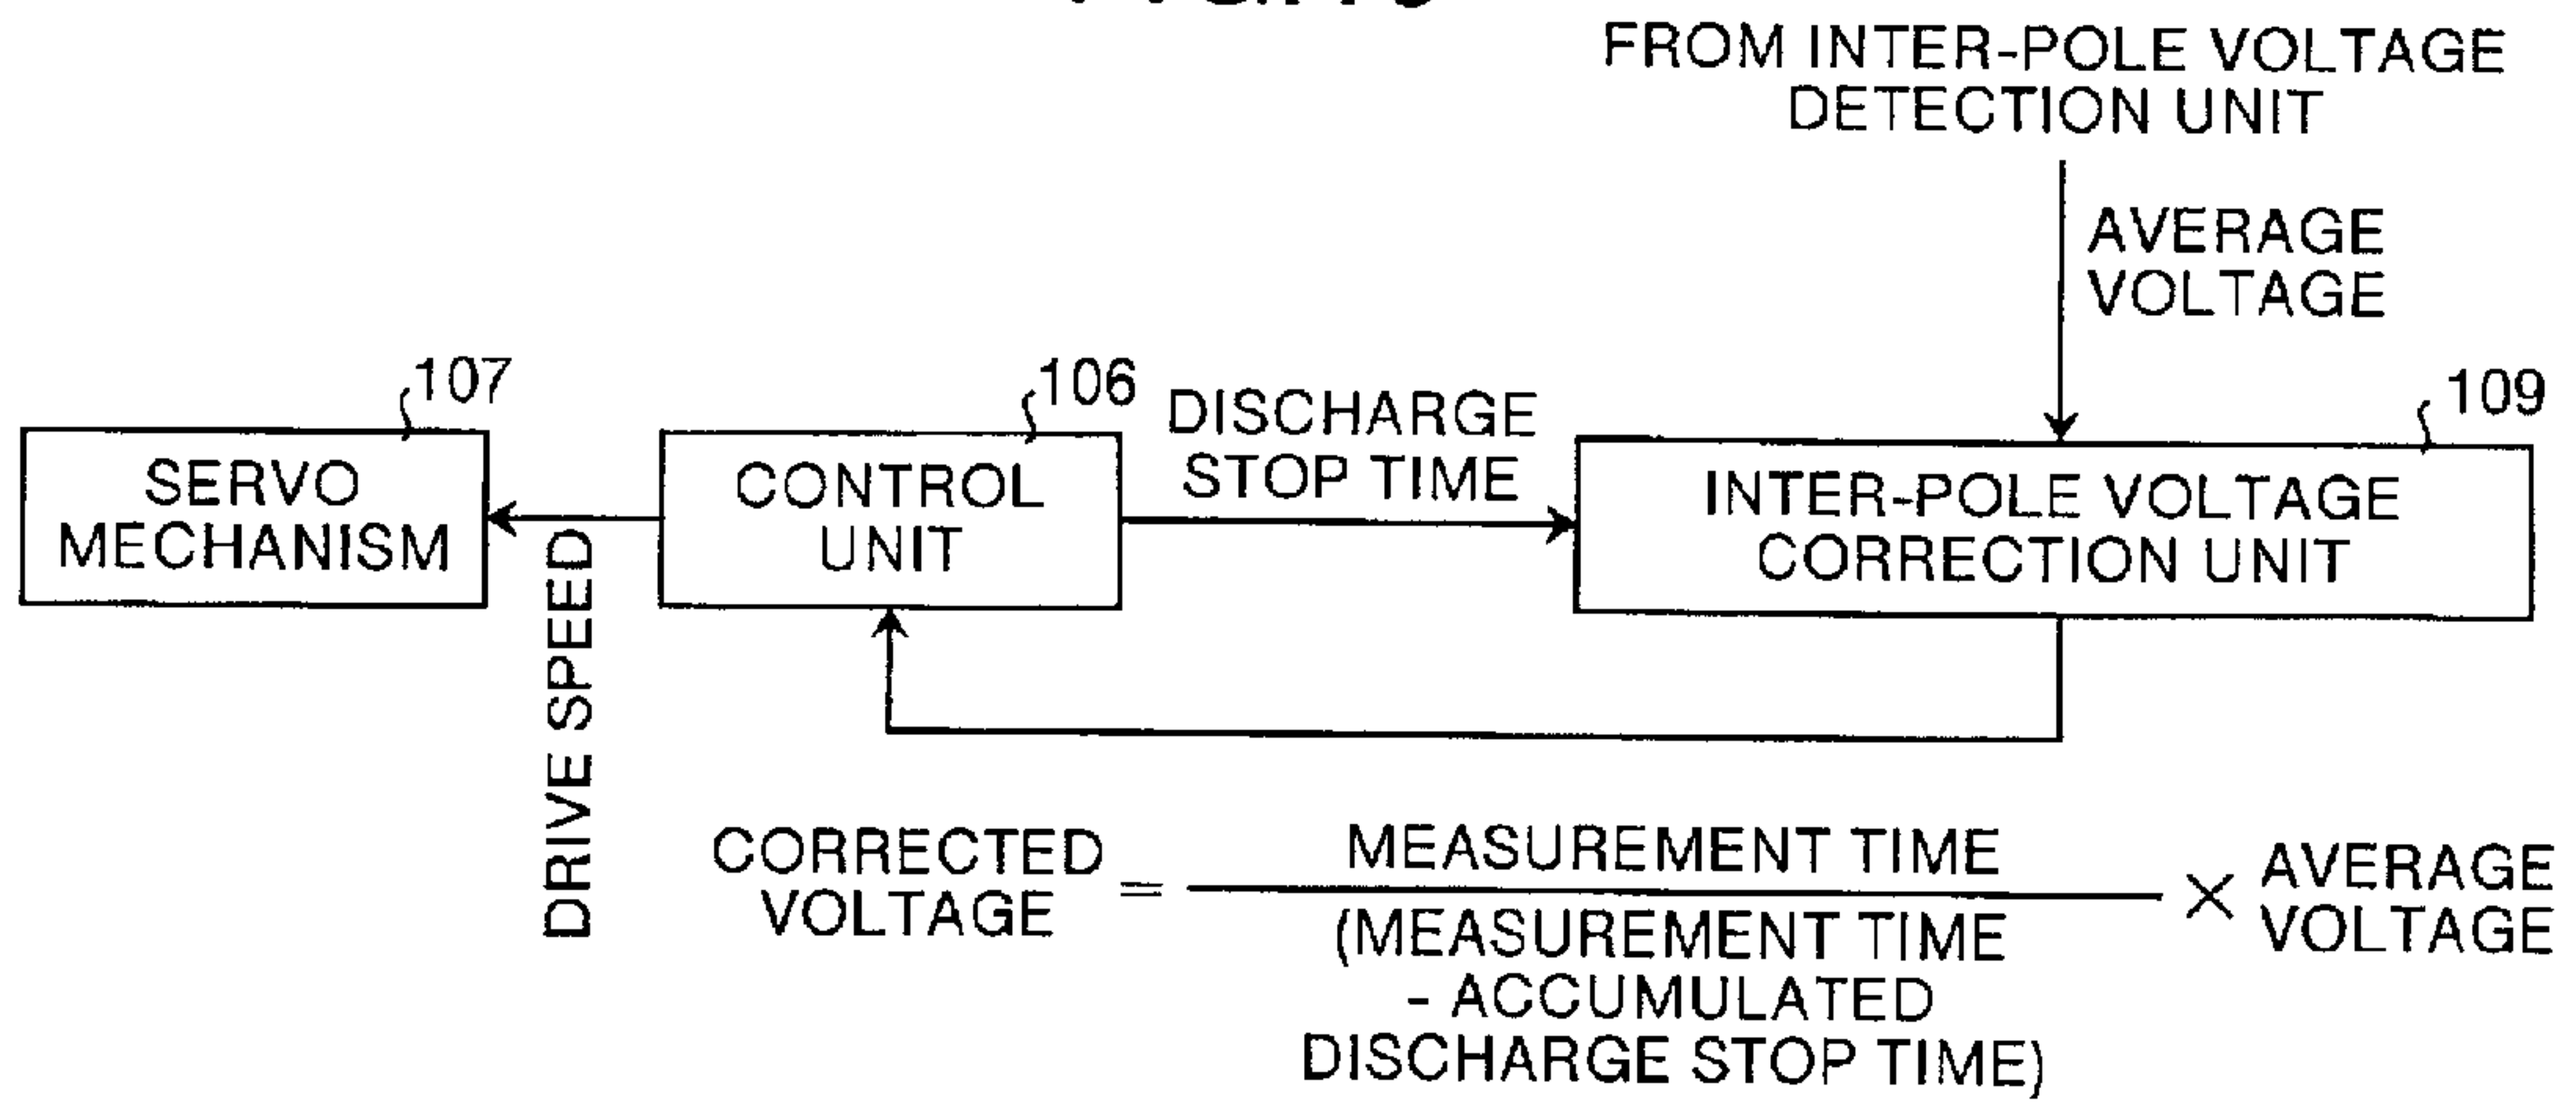 FROM INTER-POLE VOLTAGE
DETECTION UNIT
AVERAGE
VOLTAGE
107
106
109
DISCHARGE
STOP TIME
SERVO
MECHANISM
CONTROL
UNIT
INTER-POLE VOLTAGE
CORRECTION UNIT
DRIVE SPEED
CORRECTED
VOLTAGE
=
MEASUREMENT TIME
(MEASUREMENT TIME
- ACCUMULATED
DISCHARGE STOP TIME)
×
AVERAGE
VOLTAGE